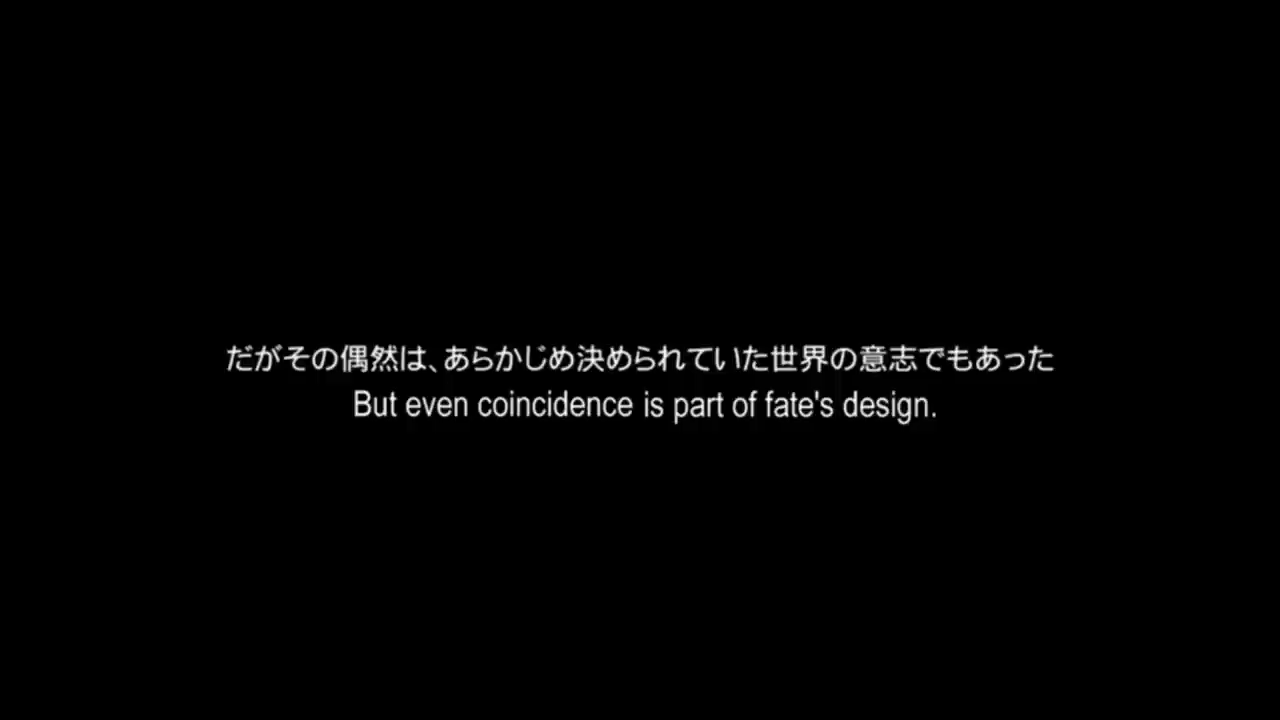 だがその偶然は、あらかじめ決められていた世界の意志でもあった
But even coincidence is part of fate's design.